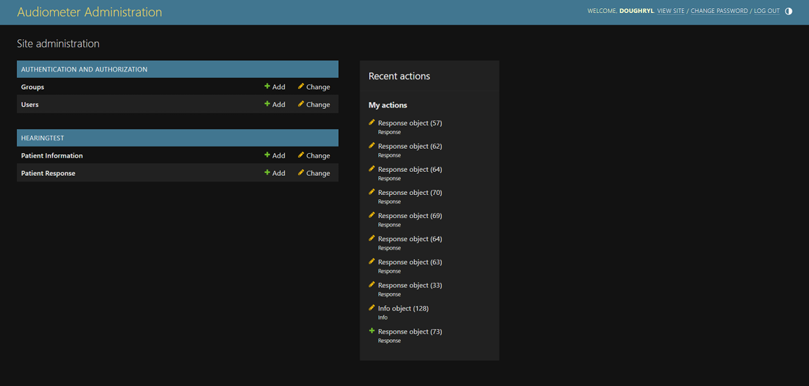 Audiometer Administration
WELCOME, DOUGHRYL. VIEW SITE / CHANGE PASSWORD / LOG OUT
Site administration
AUTHENTICATION AND AUTHORIZATION
Groups Add Change
Users Add Change
HEARINGTEST
Patient Information Add Change
Patient Response Add Change
Recent actions
My actions
Response object (57)
Response
Response object (62)
Response
Response object (64)
Response
Response object (70)
Response
Response object (69)
Response
Response object (64)
Response
Response object (63)
Response
Response object (33)
Response
Info object (128)
Info
Response object (73)
Response